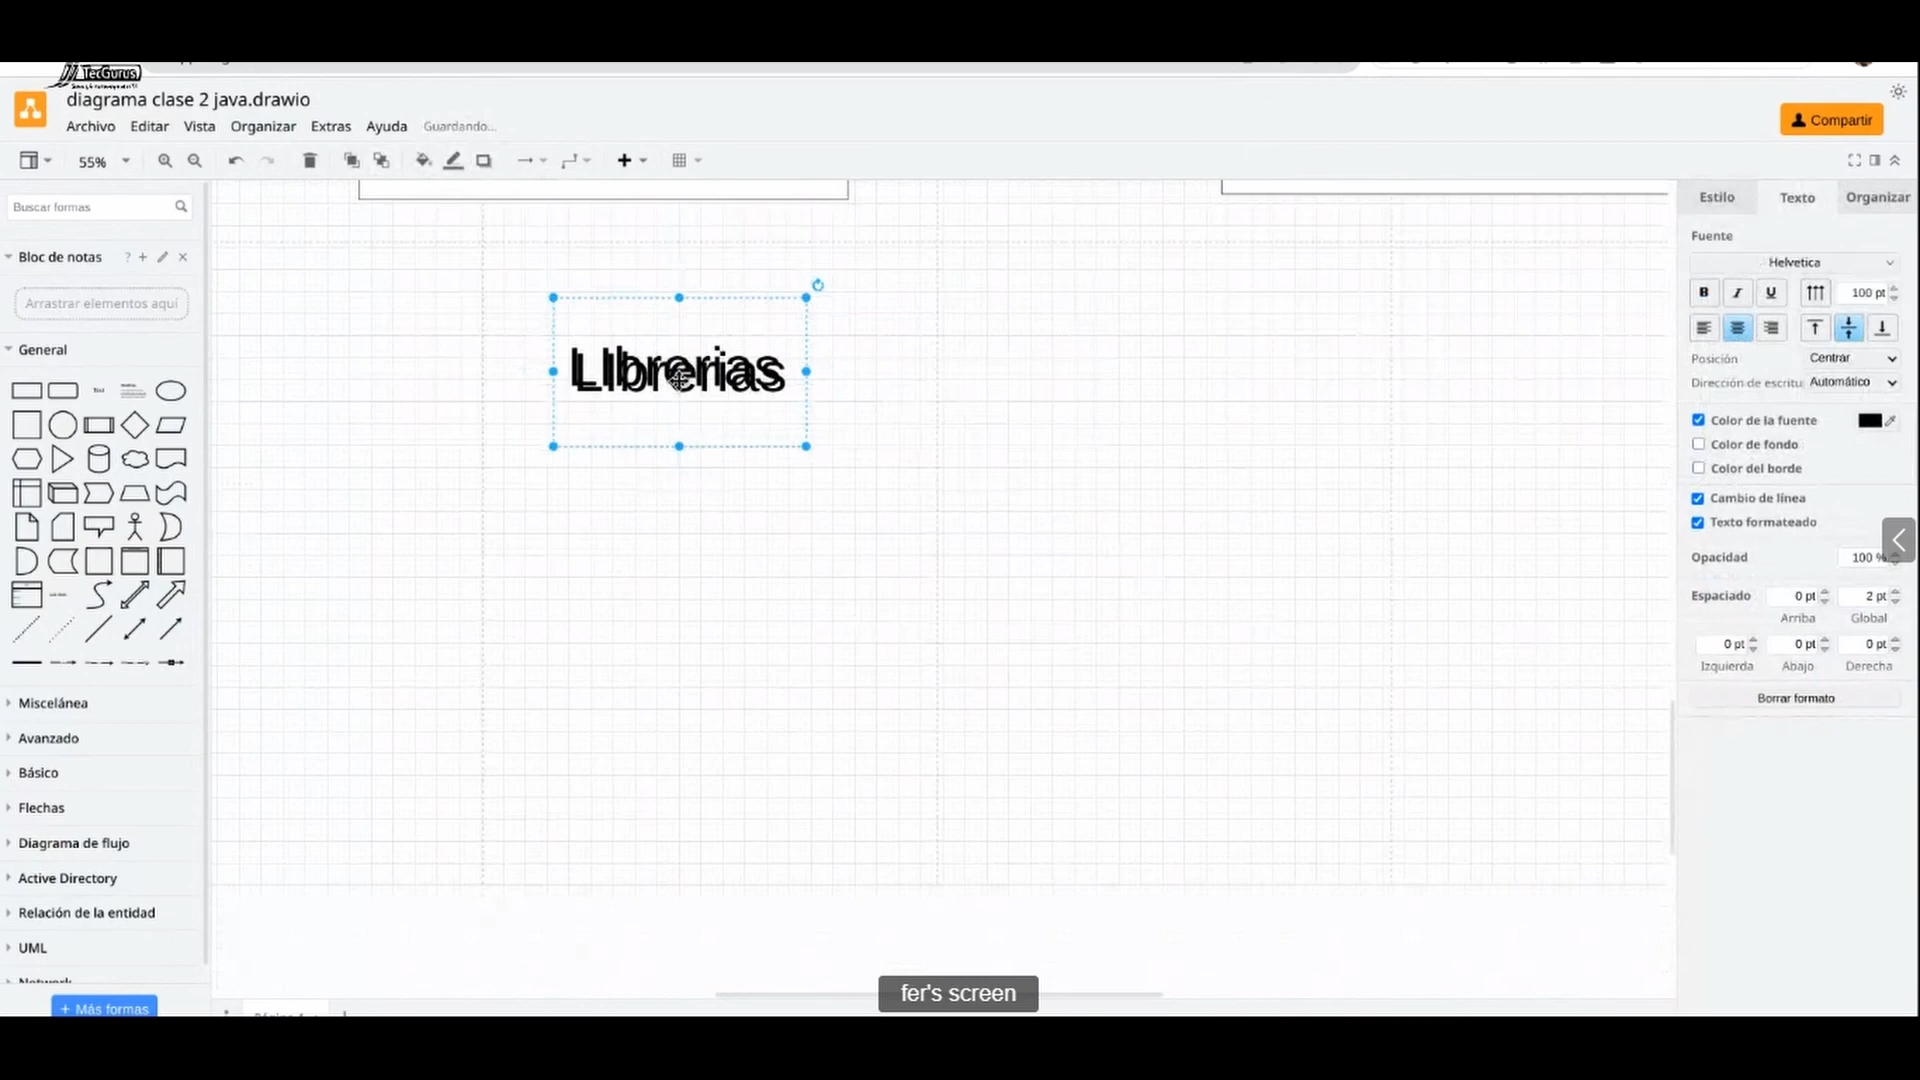 TecGurus
diagrama clase 2 java.drawio
Archivo Editar Vista Organizar Extras Ayuda Guardando...
Compartir
55%
Buscar formas
Estilo Texto Organizar
Bloc de notas ?
Arrastrar elementos aquí
General
Text
Miscelánea
Avanzado
Básico
Flechas
Diagrama de flujo
Active Directory
Relación de la entidad
UML
Network
+ Más formas
LIbrerias
Fuente
Helvetica
B I U 100 pt
Posición Centrar
Dirección de escritu Automático
Color de la fuente
Color de fondo
Color del borde
Cambio de línea
Texto formateado
Opacidad 100 %
Espaciado 0 pt 2 pt
Arriba Global
0 pt 0 pt 0 pt
Izquierda Abajo Derecha
Borrar formato
fer's screen